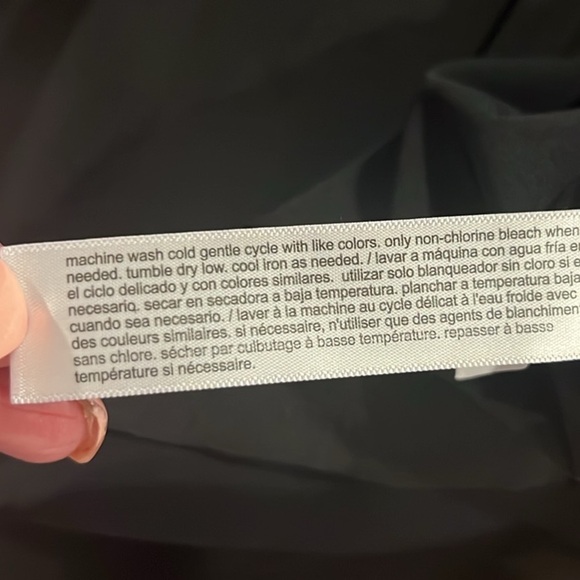 machine wash cold gentle cycle with like colors. only non-chlorine bleach when
needed. tumble dry low. cool iron as needed. / lavar a máquina con agua fría en
el ciclo delicado y con colores similares. utilizar solo blanqueador sin cloro si e
necesario. secar en secadora a baja temperatura. planchar a temperatura baja
cuando sea necesario. / laver à la machine au cycle délicat à l'eau froide avec
des couleurs similaires. si nécessaire, n'utiliser que des agents de blanchimen
sans chlore. sécher par culbutage à basse température. repasser à basse
température si nécessaire.